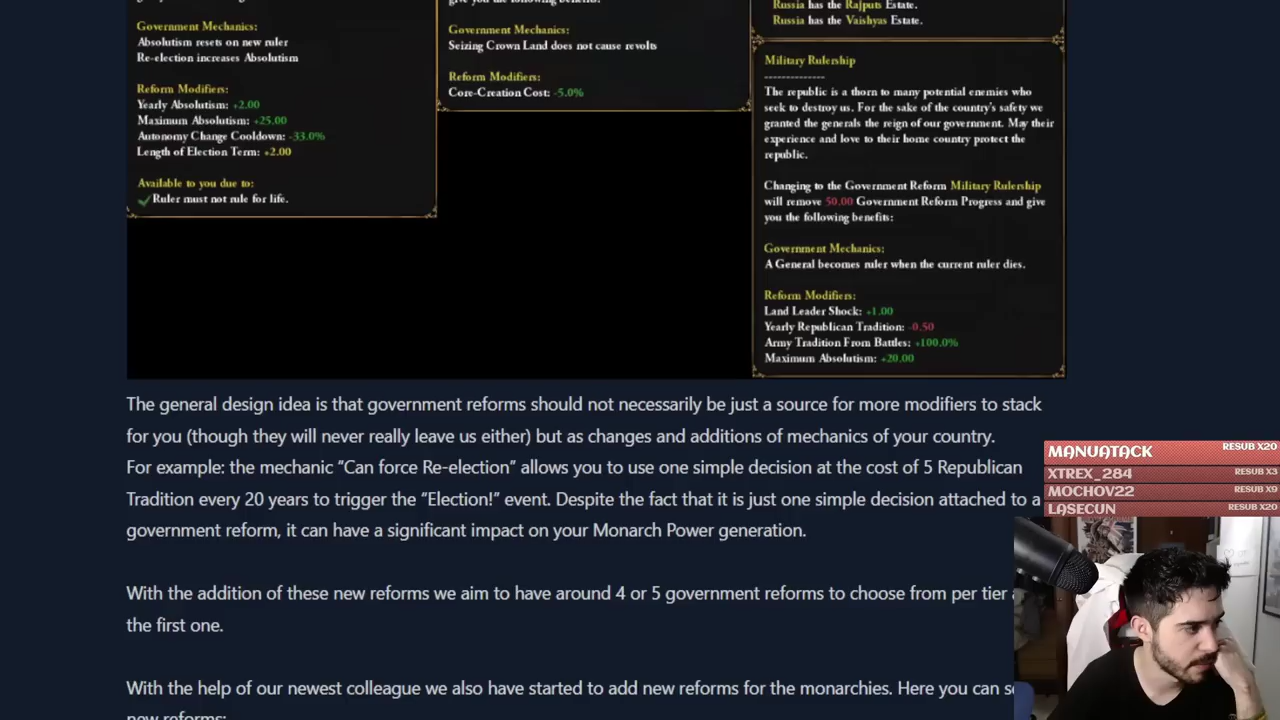 Government Mechanics:
Absolutism resets on new ruler
Re-election increases Absolutism
Reform Modifiers:
Yearly Absolutism: +2.00
Maximum Absolutism: +25.00
Autonomy Change Cooldown: -33.0%
Length of Election Term: +2.00
Available to you due to:
Ruler must not rule for life.
give you the following benefits:
Government Mechanics:
Seizing Crown Land does not cause revolts
Reform Modifiers:
Core-Creation Cost: -5.0%
Russia has the Rajputs Estate.
Russia has the Vaishyas Estate.
Military Rulership
--------------
The republic is a thorn to many potential enemies who
seek to destroy us. For the sake of the country's safety we
granted the generals the reign of our government. May their
experience and love to their home country protect the
republic.
Changing to the Government Reform Military Rulership
will remove 50.00 Government Reform Progress and give
you the following benefits:
Government Mechanics:
A General becomes ruler when the current ruler dies.
Reform Modifiers:
Land Leader Shock: +1.00
Yearly Republican Tradition: -0.50
Army Tradition From Battles: +100.0%
Maximum Absolutism: +20.00
The general design idea is that government reforms should not necessarily be just a source for more modifiers to stack
for you (though they will never really leave us either) but as changes and additions of mechanics of your country.
For example: the mechanic “Can force Re-election” allows you to use one simple decision at the cost of 5 Republican
Tradition every 20 years to trigger the “Election!” event. Despite the fact that it is just one simple decision attached to a
government reform, it can have a significant impact on your Monarch Power generation.
With the addition of these new reforms we aim to have around 4 or 5 government reforms to choose from per tier
the first one.
With the help of our newest colleague we also have started to add new reforms for the monarchies. Here you can
new reforms:
MANUATACK RESUB X20
XTREX_284 RESUB X3
MOCHOV22 RESUB X9
LASECUN RESUB X20